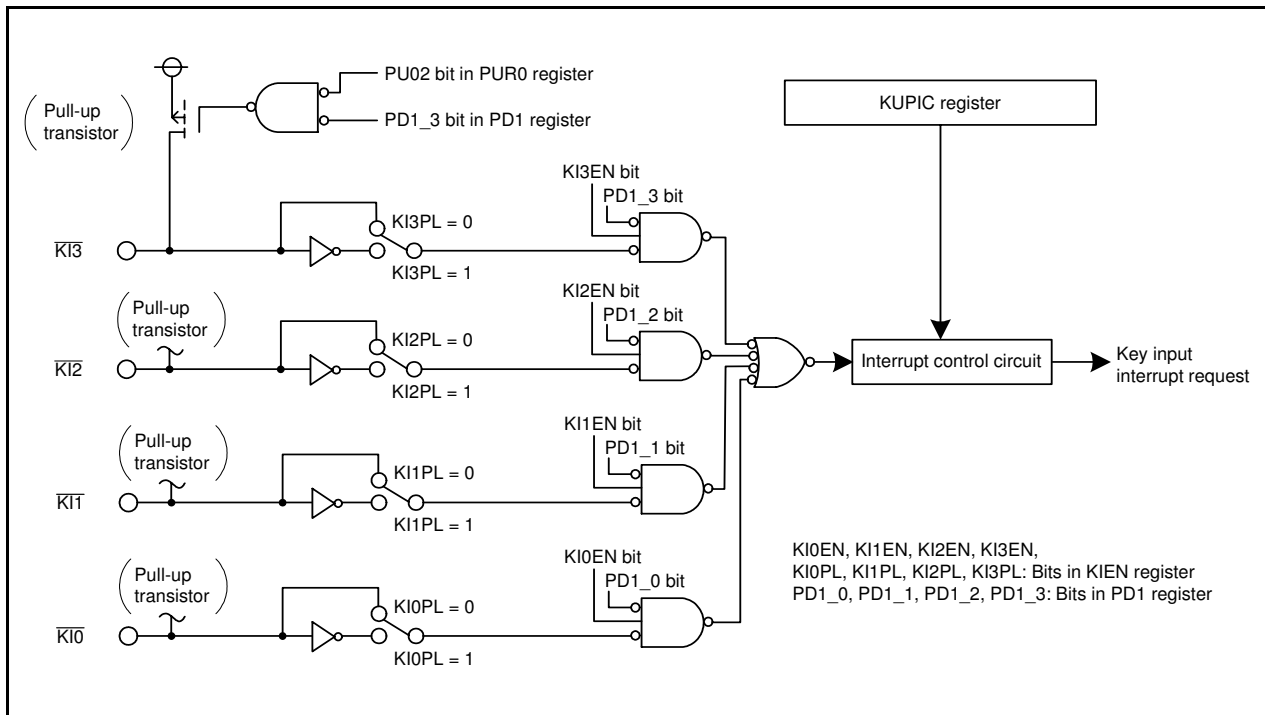 PU02 bit in PUR0 register
PD1_3 bit in PD1 register
Pull-up
transistor
KUPIC register
KI3EN bit
PD1_3 bit
KI3PL = 0
KI3
KI3PL = 1
Pull-up
transistor
KI2EN bit
PD1_2 bit
KI2PL = 0
KI2
KI2PL = 1
Interrupt control circuit
Key input
interrupt request
Pull-up
transistor
KI1EN bit
PD1_1 bit
KI1PL = 0
KI1
KI1PL = 1
Pull-up
transistor
KI0EN bit
PD1_0 bit
KI0PL = 0
KI0
KI0PL = 1
KI0EN, KI1EN, KI2EN, KI3EN,
KI0PL, KI1PL, KI2PL, KI3PL: Bits in KIEN register
PD1_0, PD1_1, PD1_2, PD1_3: Bits in PD1 register